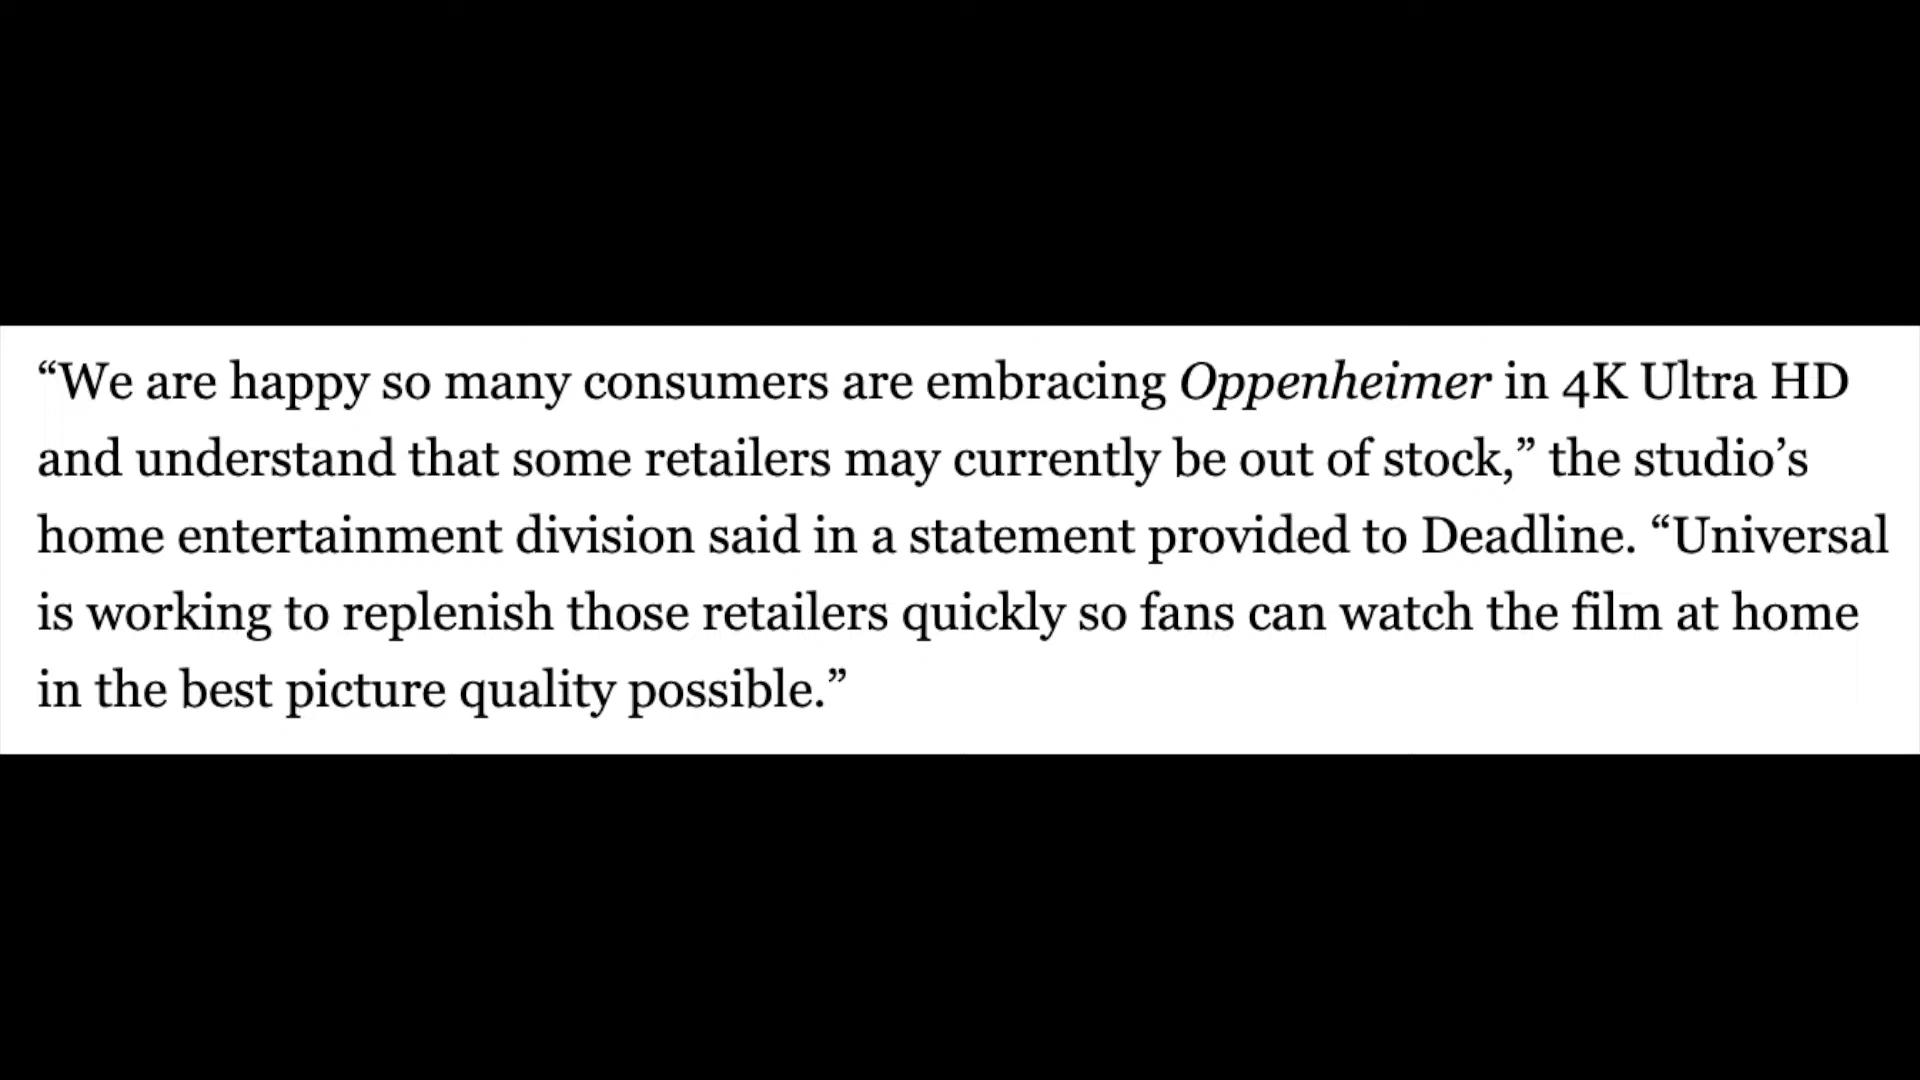 “We are happy so many consumers are embracing Oppenheimer in 4K Ultra HD
and understand that some retailers may currently be out of stock,” the studio’s
home entertainment division said in a statement provided to Deadline. “Universal
is working to replenish those retailers quickly so fans can watch the film at home
in the best picture quality possible.”